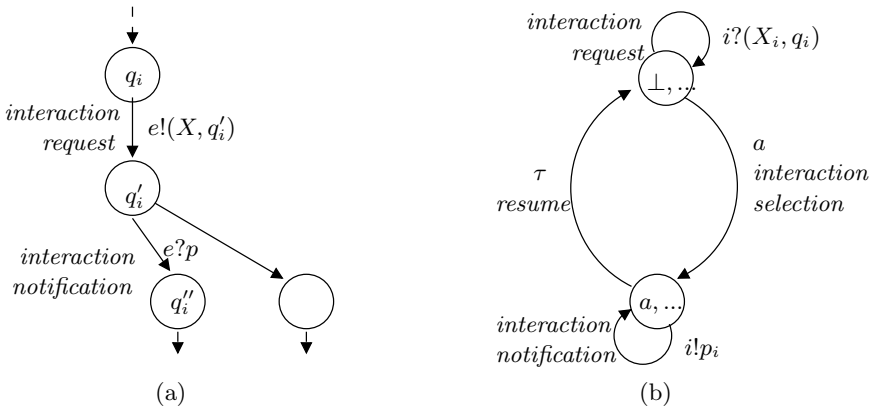 q_i
interaction
request
e!(X, q_i′)
q_i′
interaction
notification
e?p
q_i′′
(a)
interaction
request
i?(X_i, q_i)
⊥, ...
τ
resume
a
interaction
selection
a, ...
interaction
notification
i!p_i
(b)